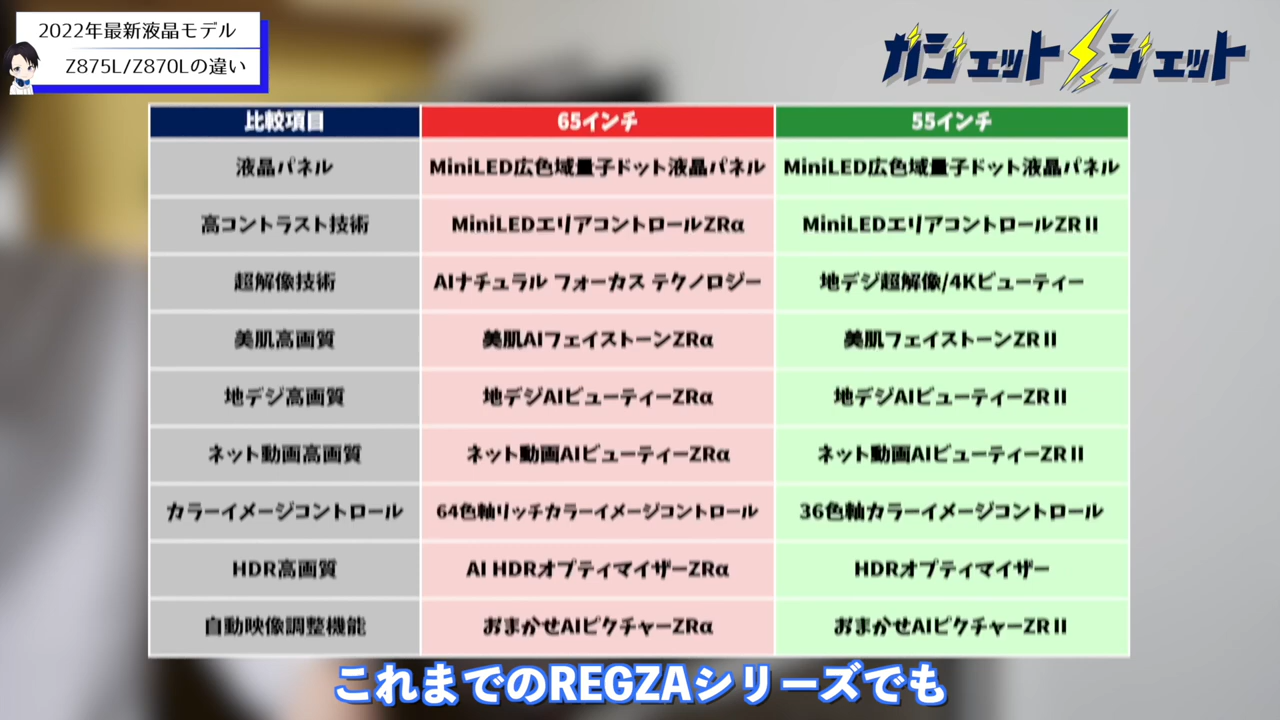 2022年最新液晶モデル
Z875L/Z870Lの違い
ガジェットジェット
比較項目 65インチ 55インチ
液晶パネル MiniLED広色域量子ドット液晶パネル MiniLED広色域量子ドット液晶パネル
高コントラスト技術 MiniLEDエリアコントロールZRα MiniLEDエリアコントロールZRⅡ
超解像技術 AIナチュラル フォーカス テクノロジー 地デジ超解像/4Kビューティー
美肌高画質 美肌AIフェイストーンZRα 美肌フェイストーンZRⅡ
地デジ高画質 地デジAIビューティーZRα 地デジAIビューティーZRⅡ
ネット動画高画質 ネット動画AIビューティーZRα ネット動画AIビューティーZRⅡ
カラーイメージコントロール 64色軸リッチカラーイメージコントロール 36色軸カラーイメージコントロール
HDR高画質 AI HDRオプティマイザーZRα HDRオプティマイザー
自動映像調整機能 おまかせAIピクチャーZRα おまかせAIピクチャーZRⅡ
これまでのREGZAシリーズでも